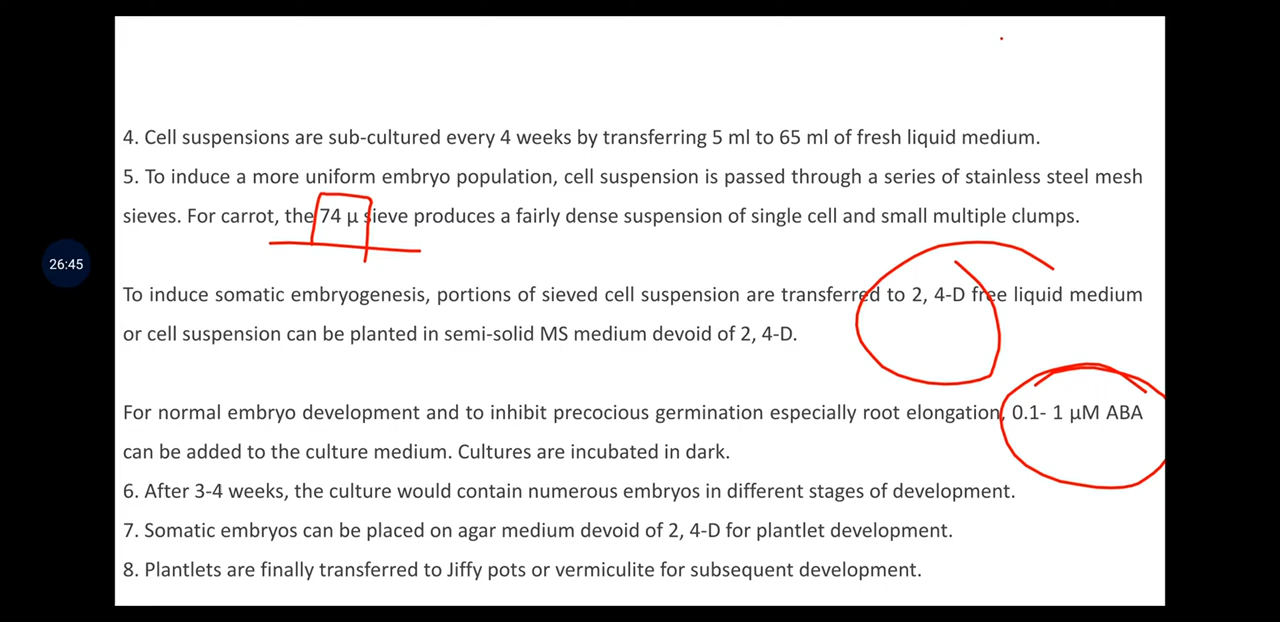 4. Cell suspensions are sub-cultured every 4 weeks by transferring 5 ml to 65 ml of fresh liquid medium.
5. To induce a more uniform embryo population, cell suspension is passed through a series of stainless steel mesh
sieves. For carrot, the 74 µ sieve produces a fairly dense suspension of single cell and small multiple clumps.
26:45
To induce somatic embryogenesis, portions of sieved cell suspension are transferred to 2, 4-D free liquid medium
or cell suspension can be planted in semi-solid MS medium devoid of 2, 4-D.
For normal embryo development and to inhibit precocious germination especially root elongation, 0.1- 1 µM ABA
can be added to the culture medium. Cultures are incubated in dark.
6. After 3-4 weeks, the culture would contain numerous embryos in different stages of development.
7. Somatic embryos can be placed on agar medium devoid of 2, 4-D for plantlet development.
8. Plantlets are finally transferred to Jiffy pots or vermiculite for subsequent development.